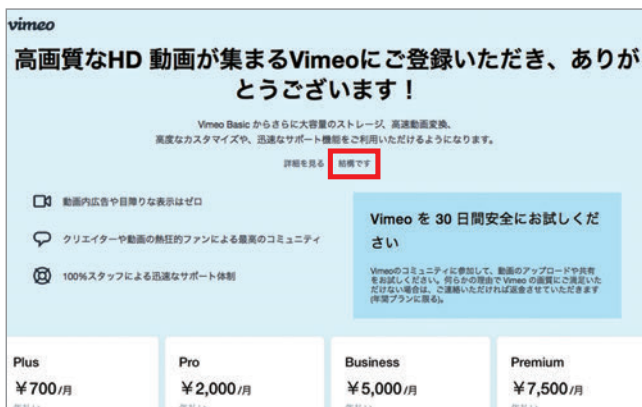 vimeo
高画質なHD 動画が集まるVimeoにご登録いただき、ありが
とうございます！
Vimeo Basic からさらに大容量のストレージ、高速動画変換、
高度なカスタマイズや、迅速なサポート機能をご利用いただけるようになります。
詳細を見る 結構です
動画内広告や目障りな表示はゼロ
クリエイターや動画の熱狂的ファンによる最高のコミュニティ
100%スタッフによる迅速なサポート体制
Vimeo を 30 日間安全にお試しくだ
さい
Vimeoのコミュニティに参加して、動画のアップロードや共有
をお試しください。何らかの理由で Vimeo の画質にご満足いた
だけない場合は、ご連絡いただければ返金させていただきます
(年間プランに限る)。
Plus Pro Business Premium
¥700/月 ¥2,000/月 ¥5,000/月 ¥7,500/月